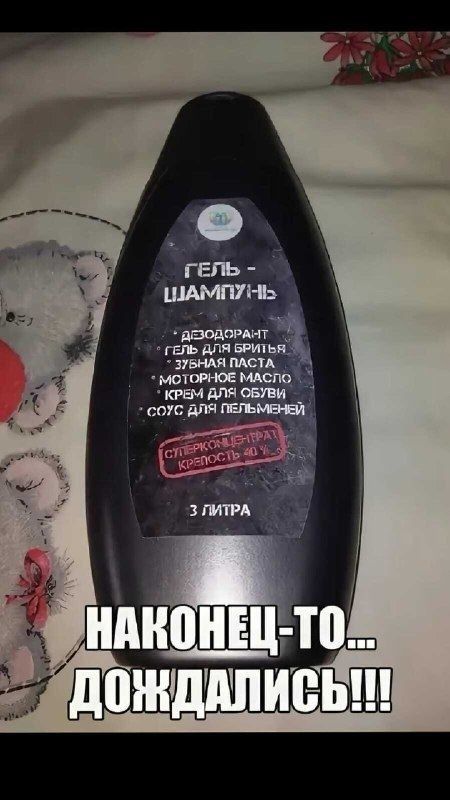 ГЕЛЬ -
ШАМПУНЬ
° ДЕЗОДОРАНТ
° ГЕЛЬ ДЛЯ БРИТЬЯ
° ЗУБНАЯ ПАСТА
° МОТОРНОЕ МАСЛО
° КРЕМ ДЛЯ ОБУВИ
° СОУС ДЛЯ ПЕЛЬМЕНЕЙ
СУПЕРКОНЦЕНТРАТ
КРЕПОСТЬ 40 %
3 ЛИТРА
НАКОНЕЦ-ТО...
ДОЖДАЛИСЬ!!!